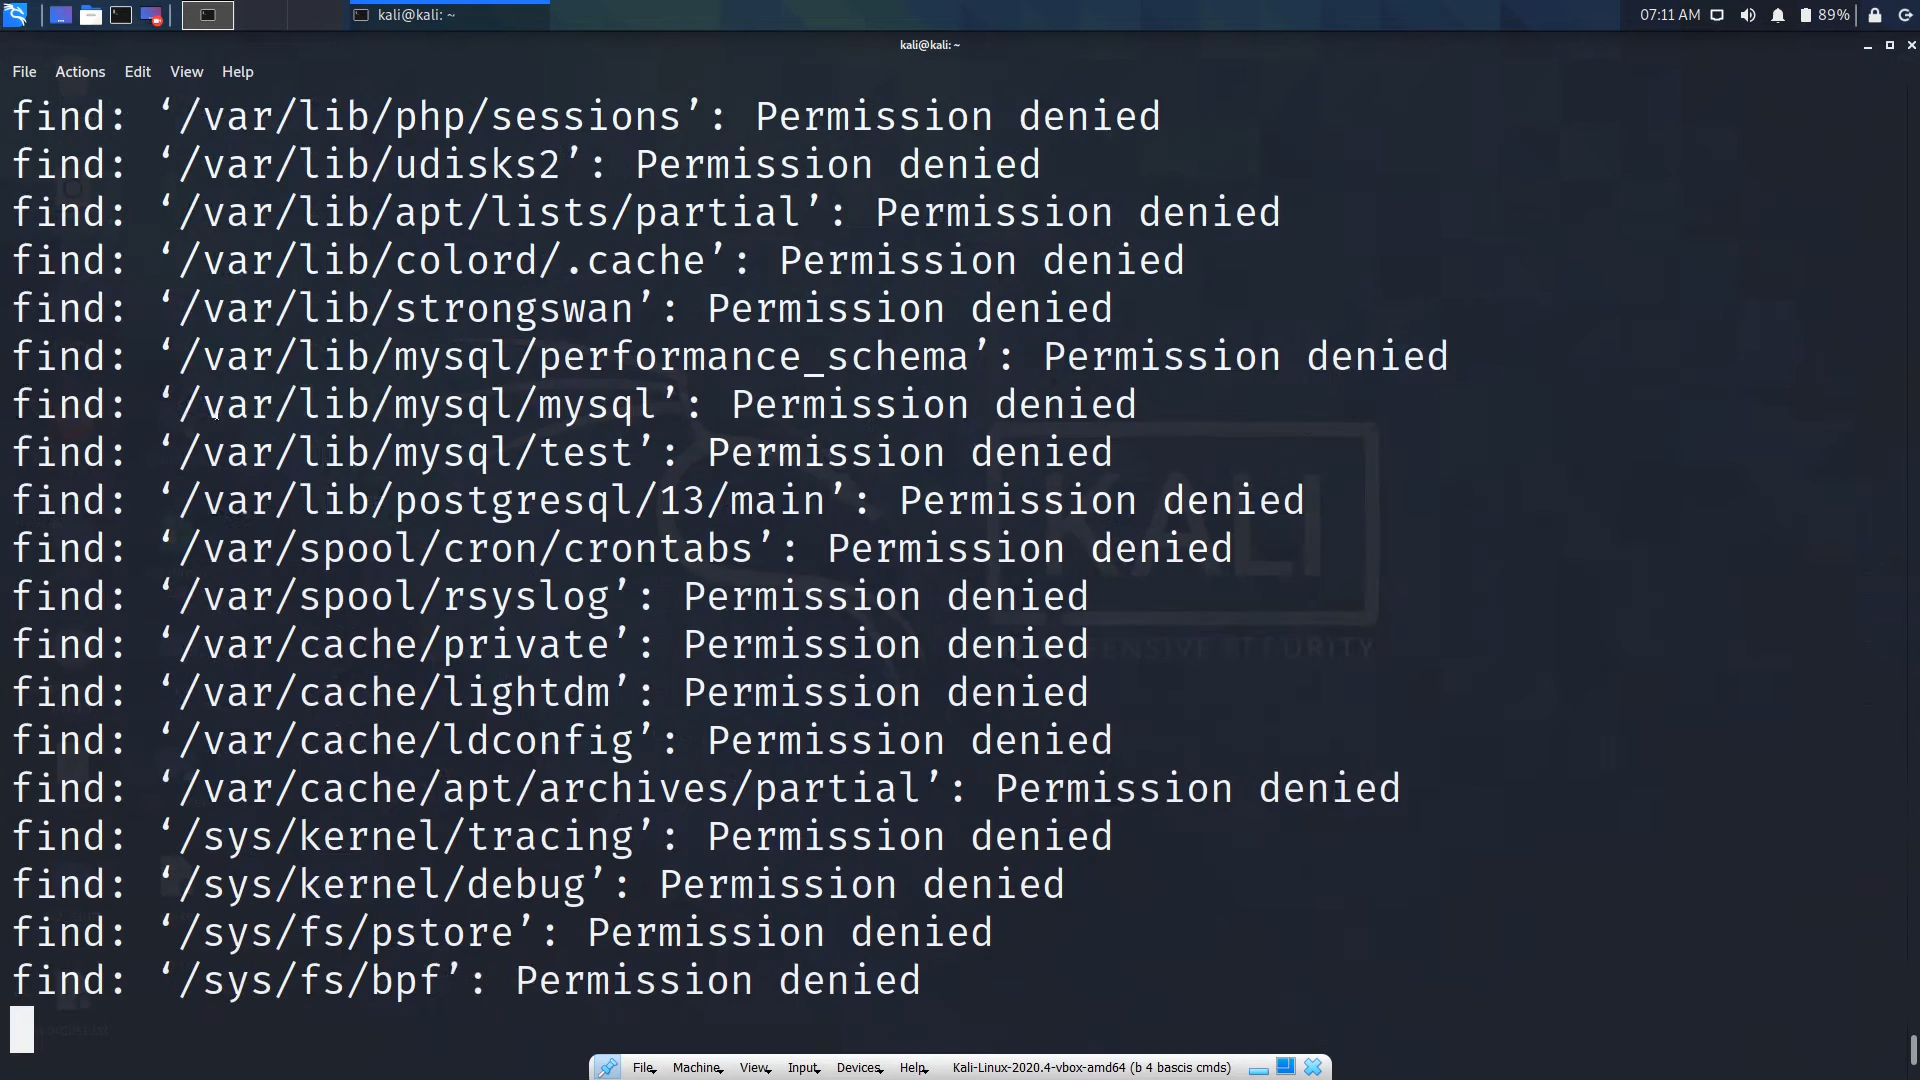 kali@kali: ~
07:11 AM
89%
kali@kali: ~
File Actions Edit View Help
find: ‘/var/lib/php/sessions’: Permission denied
find: ‘/var/lib/udisks2’: Permission denied
find: ‘/var/lib/apt/lists/partial’: Permission denied
find: ‘/var/lib/colord/.cache’: Permission denied
find: ‘/var/lib/strongswan’: Permission denied
find: ‘/var/lib/mysql/performance_schema’: Permission denied
find: ‘/var/lib/mysql/mysql’: Permission denied
find: ‘/var/lib/mysql/test’: Permission denied
find: ‘/var/lib/postgresql/13/main’: Permission denied
find: ‘/var/spool/cron/crontabs’: Permission denied
find: ‘/var/spool/rsyslog’: Permission denied
find: ‘/var/cache/private’: Permission denied
find: ‘/var/cache/lightdm’: Permission denied
find: ‘/var/cache/ldconfig’: Permission denied
find: ‘/var/cache/apt/archives/partial’: Permission denied
find: ‘/sys/kernel/tracing’: Permission denied
find: ‘/sys/kernel/debug’: Permission denied
find: ‘/sys/fs/pstore’: Permission denied
find: ‘/sys/fs/bpf’: Permission denied
KALI
SECURITY
File Machine View Input Devices Help Kali-Linux-2020.4-vbox-amd64 (b 4 bascis cmds)